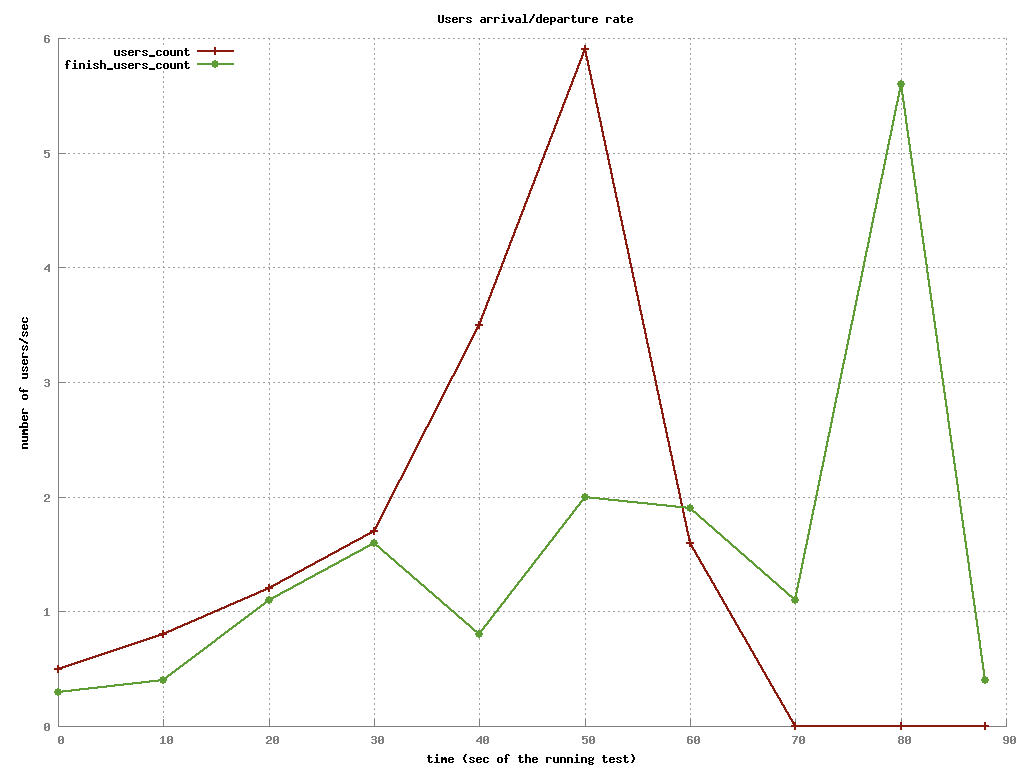 Users arrival/departure rate
users_count
finish_users_count
6
5
4
3
2
1
0
number of users/sec
0 10 20 30 40 50 60 70 80 90
time (sec of the running test)